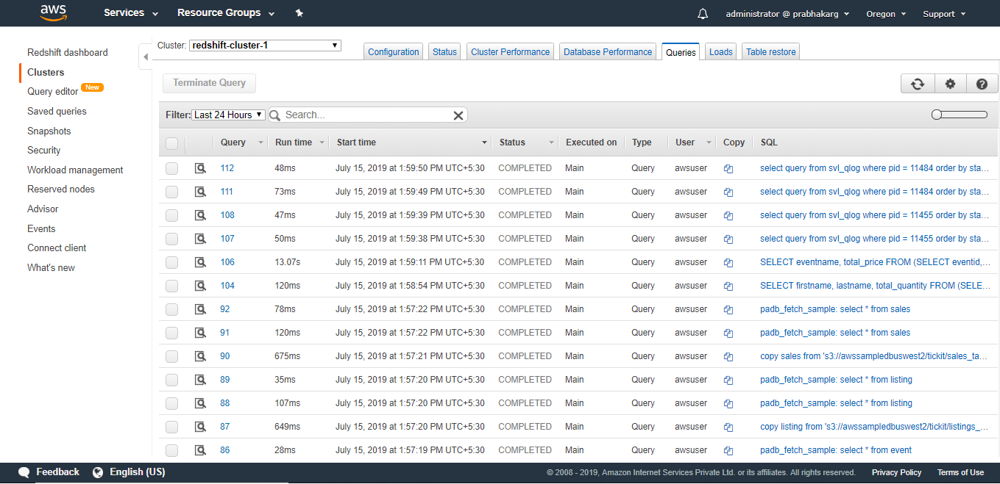 aws Services Resource Groups administrator @ prabhakarg Oregon Support
Redshift dashboard
Clusters
Query editor New
Saved queries
Snapshots
Security
Workload management
Reserved nodes
Advisor
Events
Connect client
What's new
Cluster: redshift-cluster-1 Configuration Status Cluster Performance Database Performance Queries Loads Table restore
Terminate Query
Filter: Last 24 Hours Search...
Query Run time Start time Status Executed on Type User Copy SQL
112 48ms July 15, 2019 at 1:59:50 PM UTC+5:30 COMPLETED Main Query awsuser select query from svl_qlog where pid = 11484 order by sta...
111 73ms July 15, 2019 at 1:59:49 PM UTC+5:30 COMPLETED Main Query awsuser select query from svl_qlog where pid = 11484 order by sta...
108 47ms July 15, 2019 at 1:59:39 PM UTC+5:30 COMPLETED Main Query awsuser select query from svl_qlog where pid = 11455 order by sta...
107 50ms July 15, 2019 at 1:59:38 PM UTC+5:30 COMPLETED Main Query awsuser select query from svl_qlog where pid = 11455 order by sta...
106 13.07s July 15, 2019 at 1:59:11 PM UTC+5:30 COMPLETED Main Query awsuser SELECT eventname, total_price FROM (SELECT eventid,...
104 120ms July 15, 2019 at 1:58:54 PM UTC+5:30 COMPLETED Main Query awsuser SELECT firstname, lastname, total_quantity FROM (SELE...
92 78ms July 15, 2019 at 1:57:22 PM UTC+5:30 COMPLETED Main Query awsuser padb_fetch_sample: select * from sales
91 120ms July 15, 2019 at 1:57:22 PM UTC+5:30 COMPLETED Main Query awsuser padb_fetch_sample: select * from sales
90 675ms July 15, 2019 at 1:57:21 PM UTC+5:30 COMPLETED Main Query awsuser copy sales from 's3://awssampledbuswest2/tickit/sales_ta...
89 35ms July 15, 2019 at 1:57:20 PM UTC+5:30 COMPLETED Main Query awsuser padb_fetch_sample: select * from listing
88 107ms July 15, 2019 at 1:57:20 PM UTC+5:30 COMPLETED Main Query awsuser padb_fetch_sample: select * from listing
87 649ms July 15, 2019 at 1:57:20 PM UTC+5:30 COMPLETED Main Query awsuser copy listing from 's3://awssampledbuswest2/tickit/listings_...
86 28ms July 15, 2019 at 1:57:19 PM UTC+5:30 COMPLETED Main Query awsuser padb_fetch_sample: select * from event
Feedback English (US) © 2008 - 2019, Amazon Internet Services Private Ltd. or its affiliates. All rights reserved. Privacy Policy Terms of Use